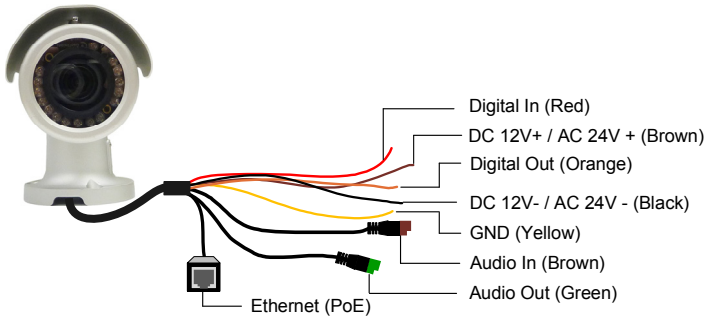 Digital In (Red)
DC 12V+ / AC 24V + (Brown)
Digital Out (Orange)
DC 12V- / AC 24V - (Black)
GND (Yellow)
Audio In (Brown)
Audio Out (Green)
Ethernet (PoE)